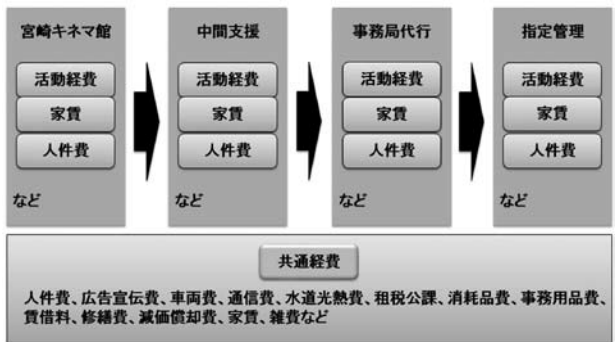 宮崎キネマ館
活動経費
家賃
人件費
など
中間支援
活動経費
家賃
人件費
など
事務局代行
活動経費
家賃
人件費
など
指定管理
活動経費
家賃
人件費
など
共通経費
人件費、広告宣伝費、車両費、通信費、水道光熱費、租税公課、消耗品費、事務用品費、
賃借料、修繕費、減価償却費、家賃、雑費など